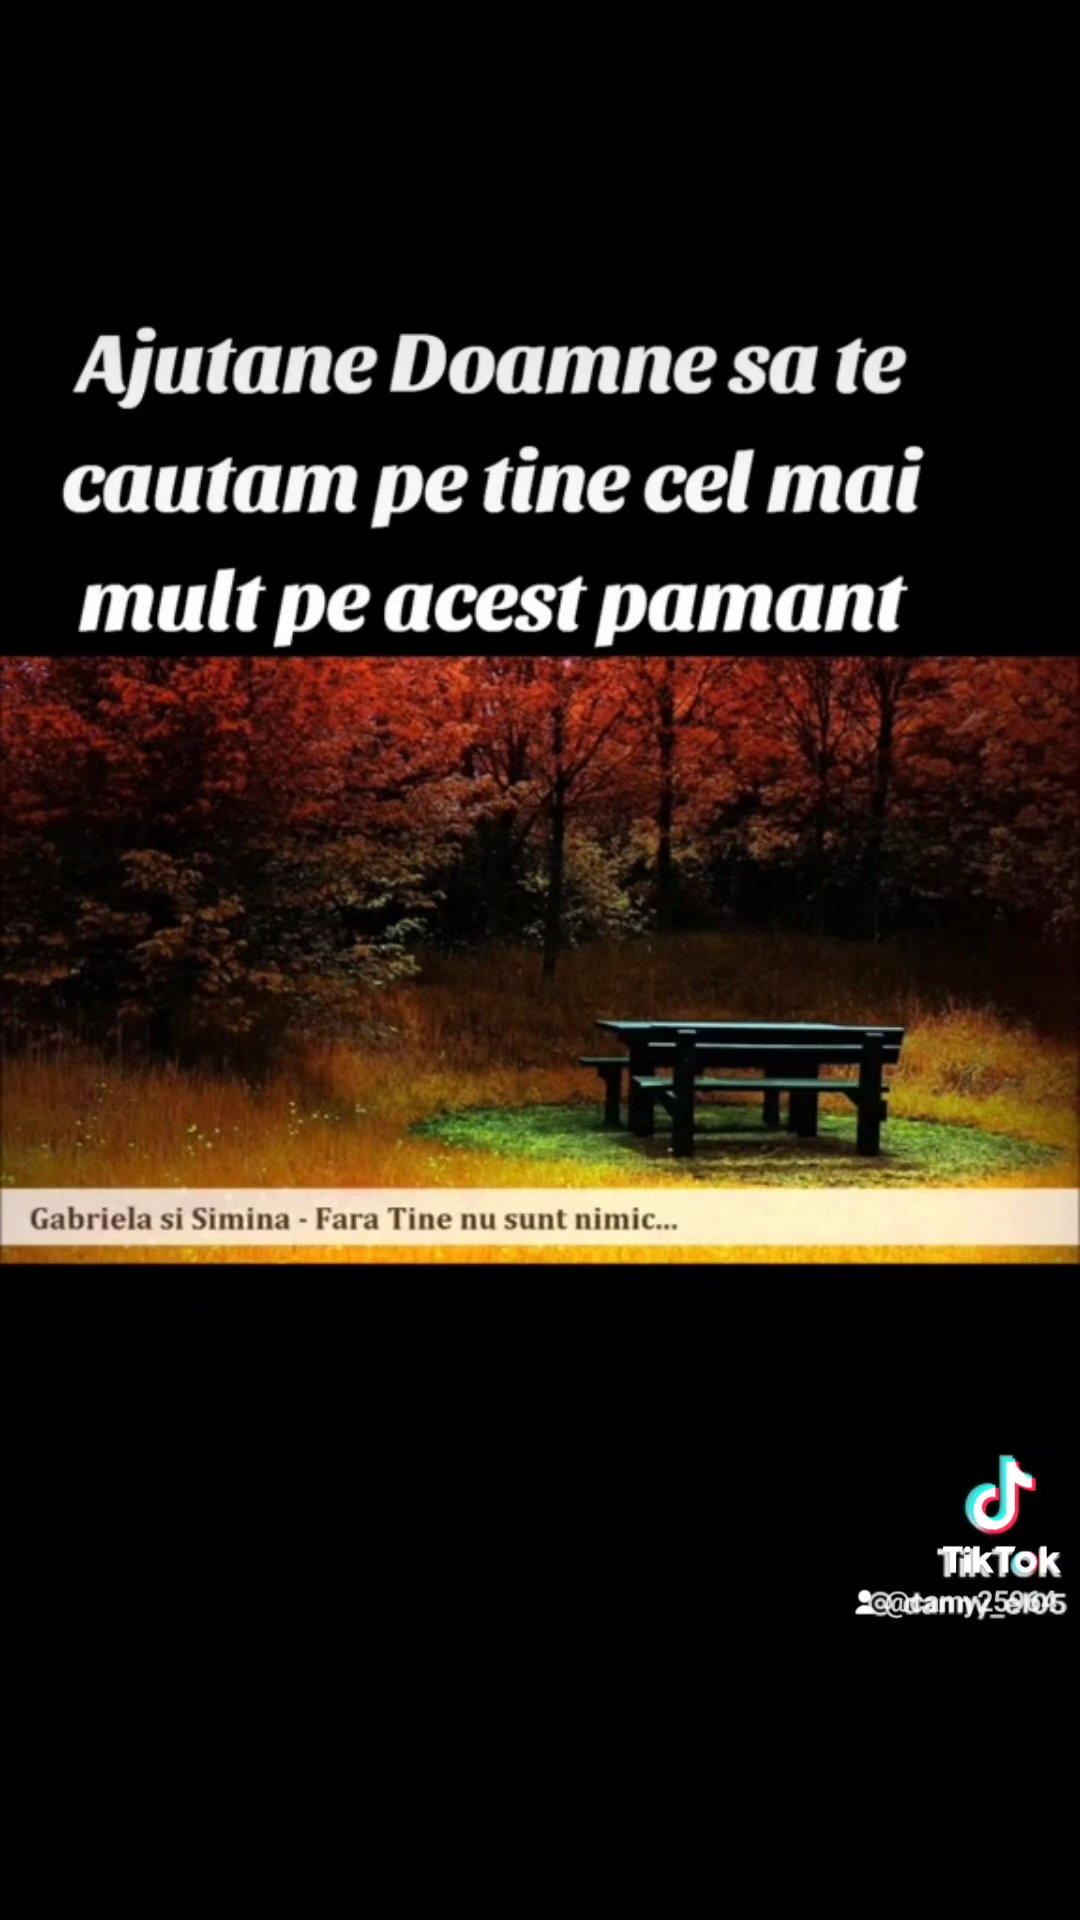 Ajutane Doamne sa te
cautam pe tine cel mai
mult pe acest pamant
Gabriela si Simina - Fara Tine nu sunt nimic...
TikTok